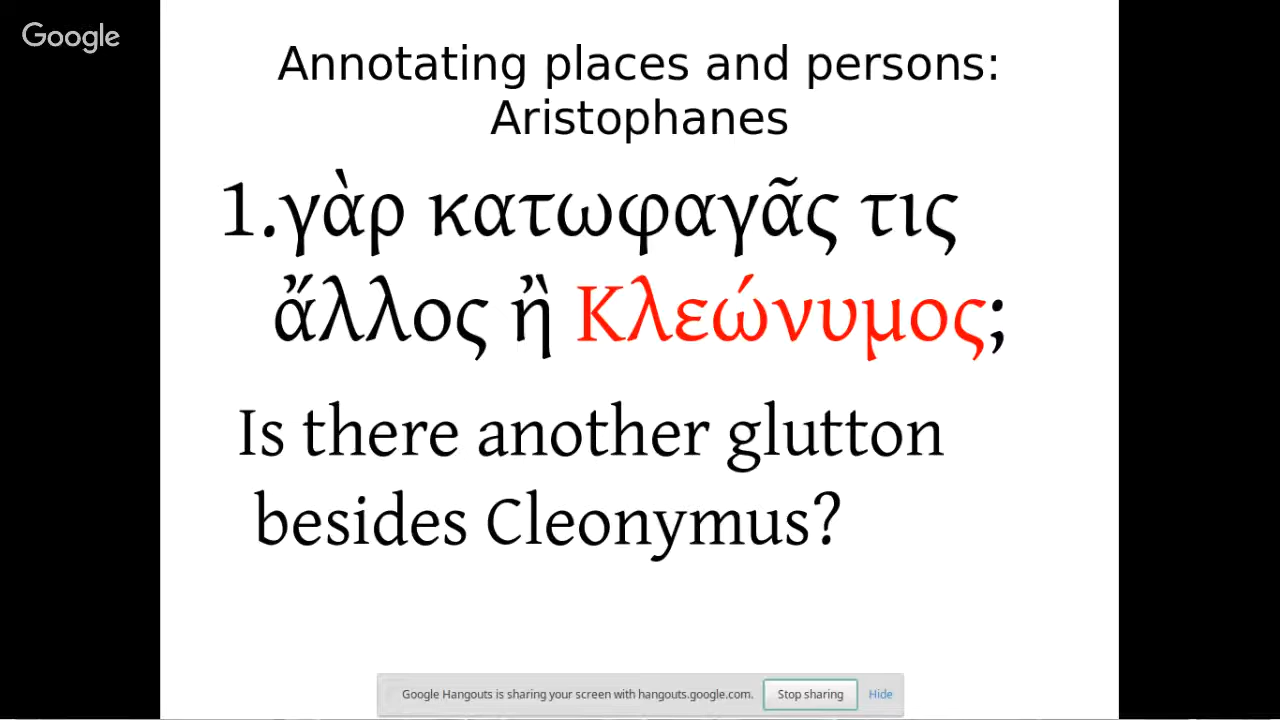 Google
Annotating places and persons:
Aristophanes
1.γὰρ κατωφαγᾶς τις
ἄλλος ἢ Κλεώνυμος;
Is there another glutton
besides Cleonymus?
Google Hangouts is sharing your screen with hangouts.google.com. Stop sharing Hide